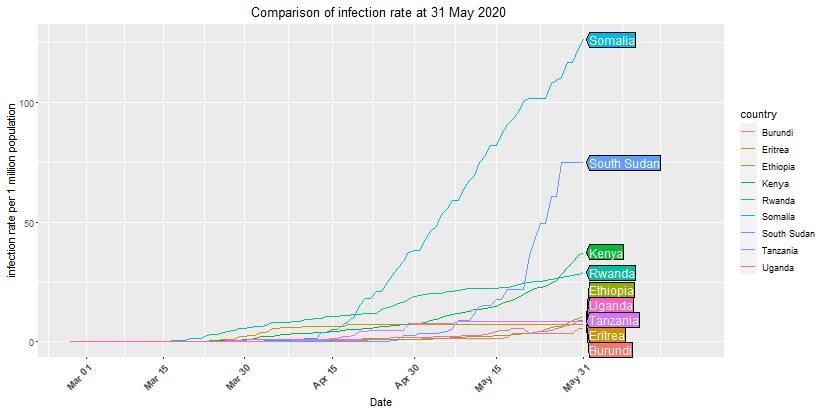 Comparison of infection rate at 31 May 2020
infection rate per 1 million population
100
50
0
Somalia
South Sudan
Kenya
Rwanda
Ethiopia
Uganda
Tanzania
Eritrea
Burundi
Mar 01
Mar 15
Mar 30
Apr 15
Apr 30
May 15
May 31
Date
country
Burundi
Eritrea
Ethiopia
Kenya
Rwanda
Somalia
South Sudan
Tanzania
Uganda